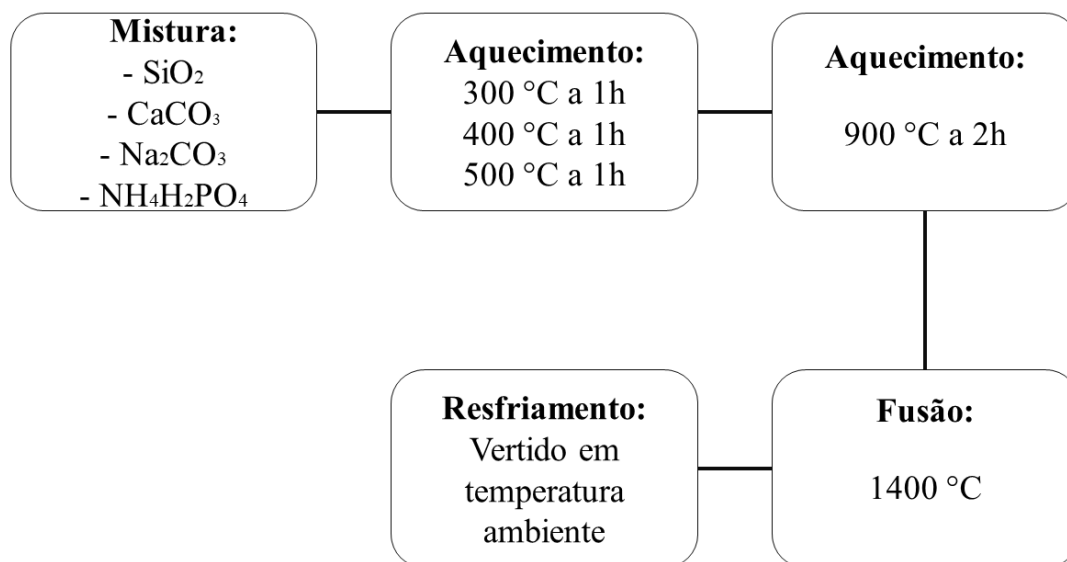 Mistura:
- SiO₂
- CaCO₃
- Na₂CO₃
- NH₄H₂PO₄
Aquecimento:
300 °C a 1h
400 °C a 1h
500 °C a 1h
Aquecimento:
900 °C a 2h
Fusão:
1400 °C
Resfriamento:
Vertido em
temperatura
ambiente